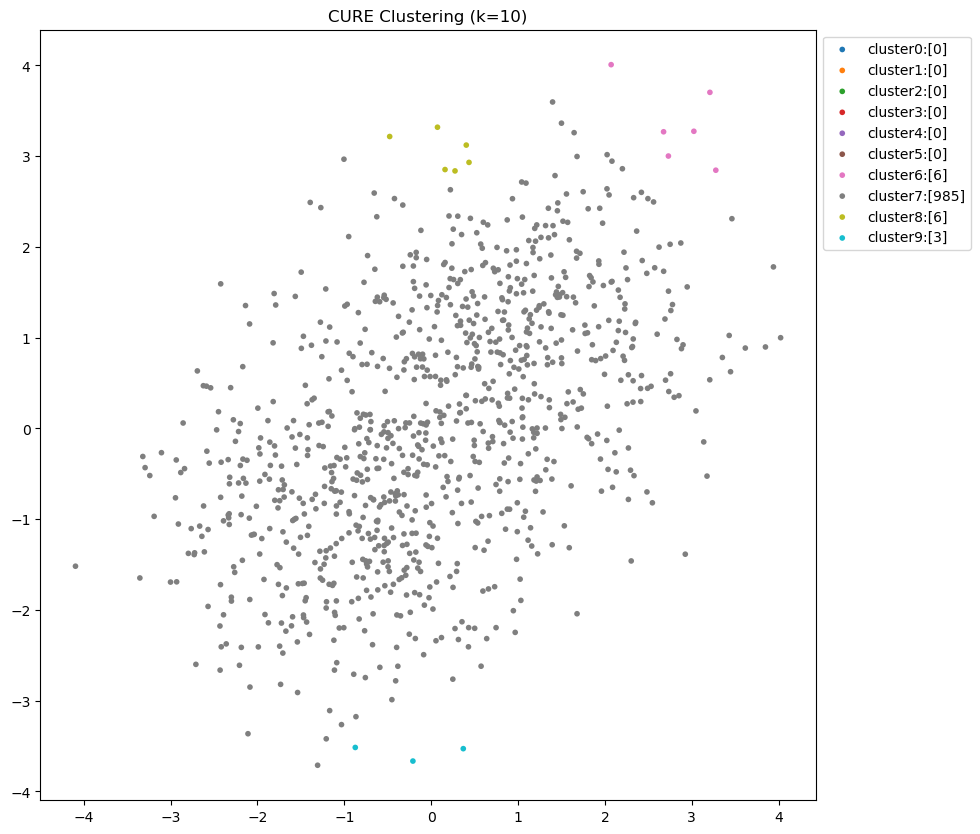 CURE Clustering (k=10)
cluster0:[0]
cluster1:[0]
cluster2:[0]
cluster3:[0]
cluster4:[0]
cluster5:[0]
cluster6:[6]
cluster7:[985]
cluster8:[6]
cluster9:[3]
4
3
2
1
0
−1
−2
−3
−4
−4 −3 −2 −1 0 1 2 3 4